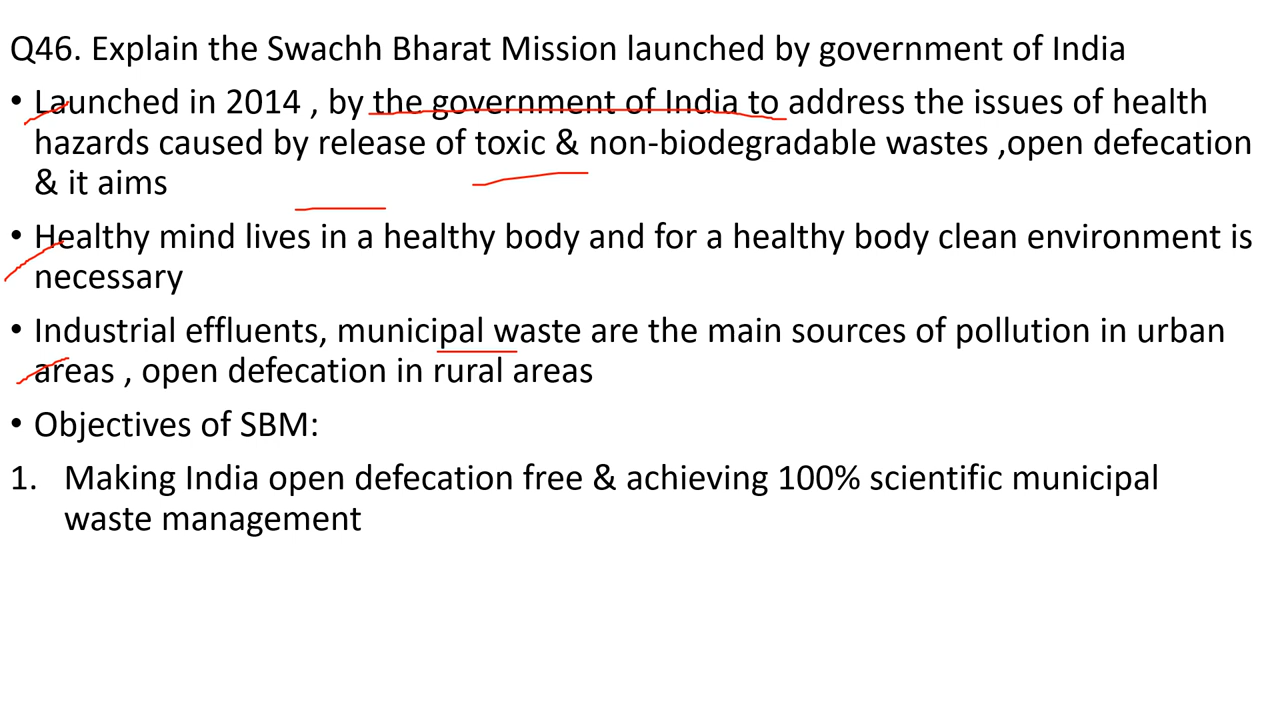 Q46. Explain the Swachh Bharat Mission launched by government of India
• Launched in 2014 , by the government of India to address the issues of health
hazards caused by release of toxic & non-biodegradable wastes ,open defecation
& it aims
• Healthy mind lives in a healthy body and for a healthy body clean environment is
necessary
• Industrial effluents, municipal waste are the main sources of pollution in urban
areas , open defecation in rural areas
• Objectives of SBM:
1. Making India open defecation free & achieving 100% scientific municipal
waste management